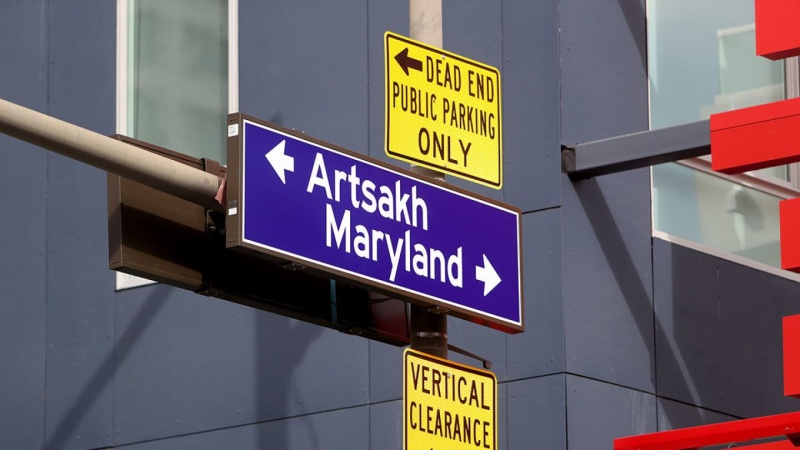 ← DEAD END
PUBLIC PARKING
ONLY
← Artsakh
Maryland →
VERTICAL
CLEARANCE